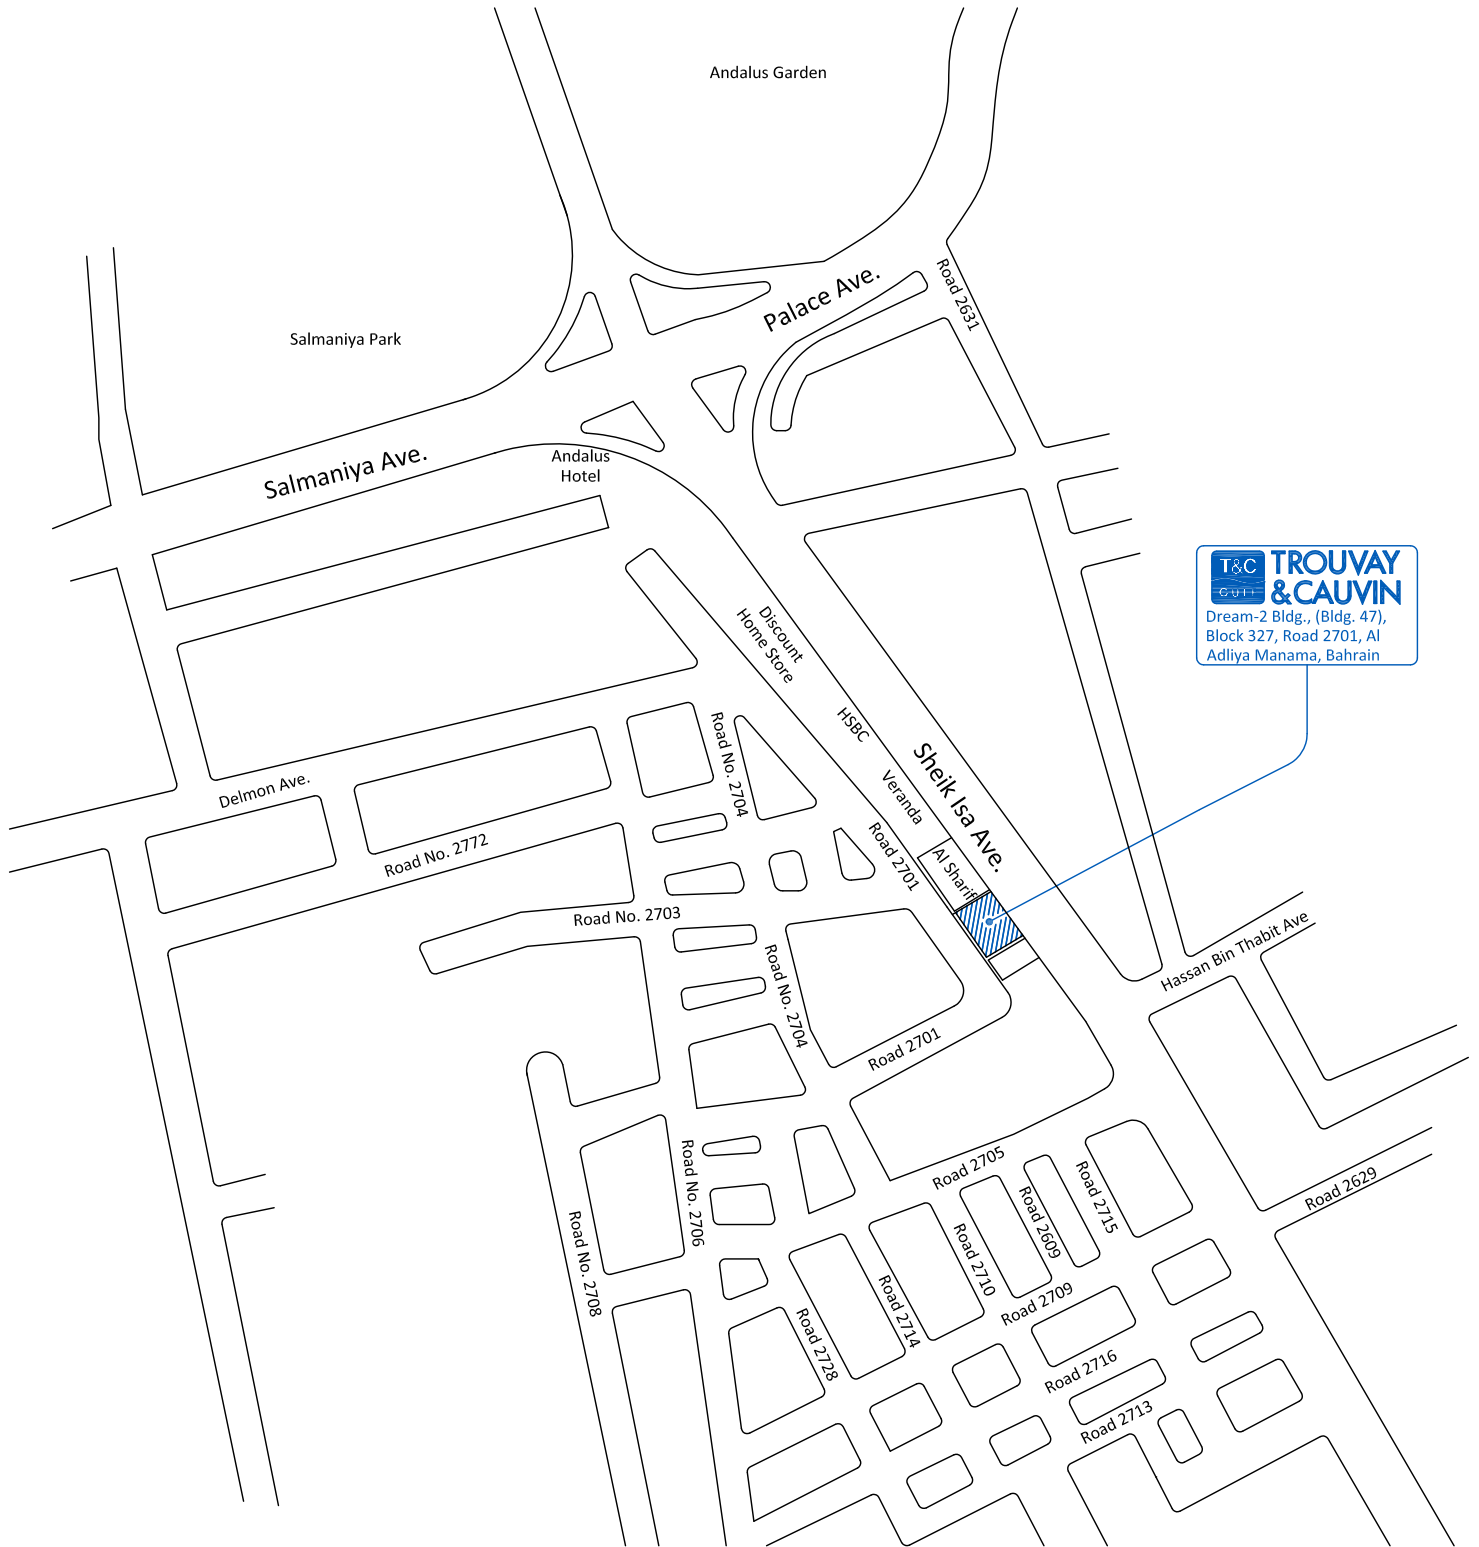 Andalus Garden
Palace Ave.
Road 2631
Salmaniya Park
Salmaniya Ave.
Andalus
Hotel
T&C
GULF
TROUVAY
&CAUVIN
Dream-2 Bldg., (Bldg. 47),
Block 327, Road 2701, Al
Adliya Manama, Bahrain
Discount
Home Store
HSBC
Sheik Isa Ave.
Veranda
Road No. 2704
Delmon Ave.
Road No. 2772
Road 2701
Al Sharif
Road No. 2703
Road No. 2704
Hassan Bin Thabit Ave
Road 2701
Road No. 2706
Road 2705
Road 2609
Road 2715
Road 2629
Road No. 2708
Road 2710
Road 2709
Road 2714
Road 2728
Road 2716
Road 2713